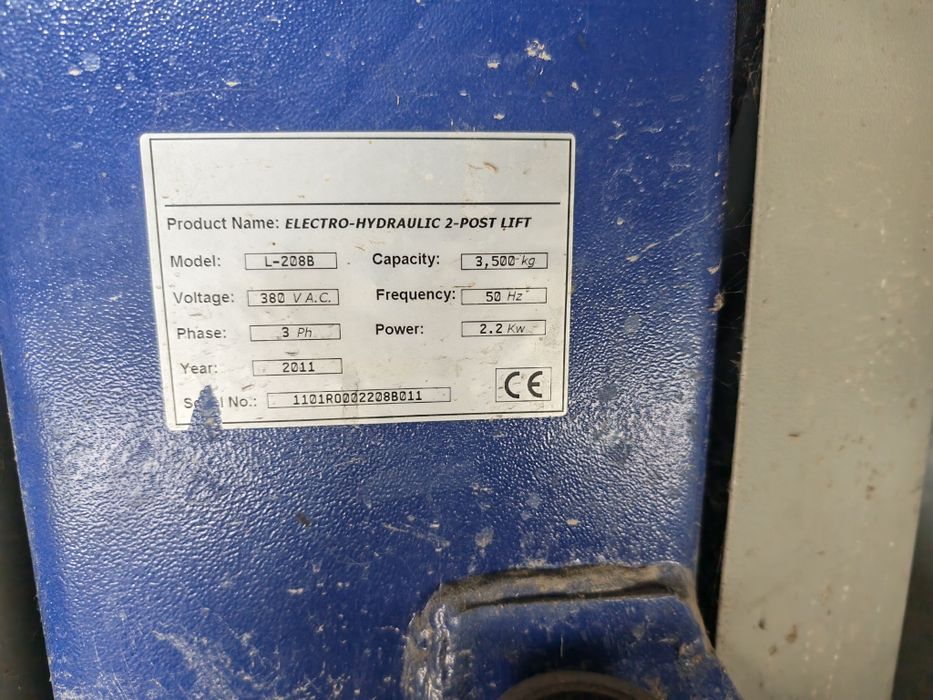 Product Name: ELECTRO-HYDRAULIC 2-POST LIFT
Model: L-208B Capacity: 3,500 kg
Voltage: 380 V A.C. Frequency: 50 Hz
Phase: 3 Ph. Power: 2.2 Kw
Year: 2011
No.: 1101R0002208B011 CE